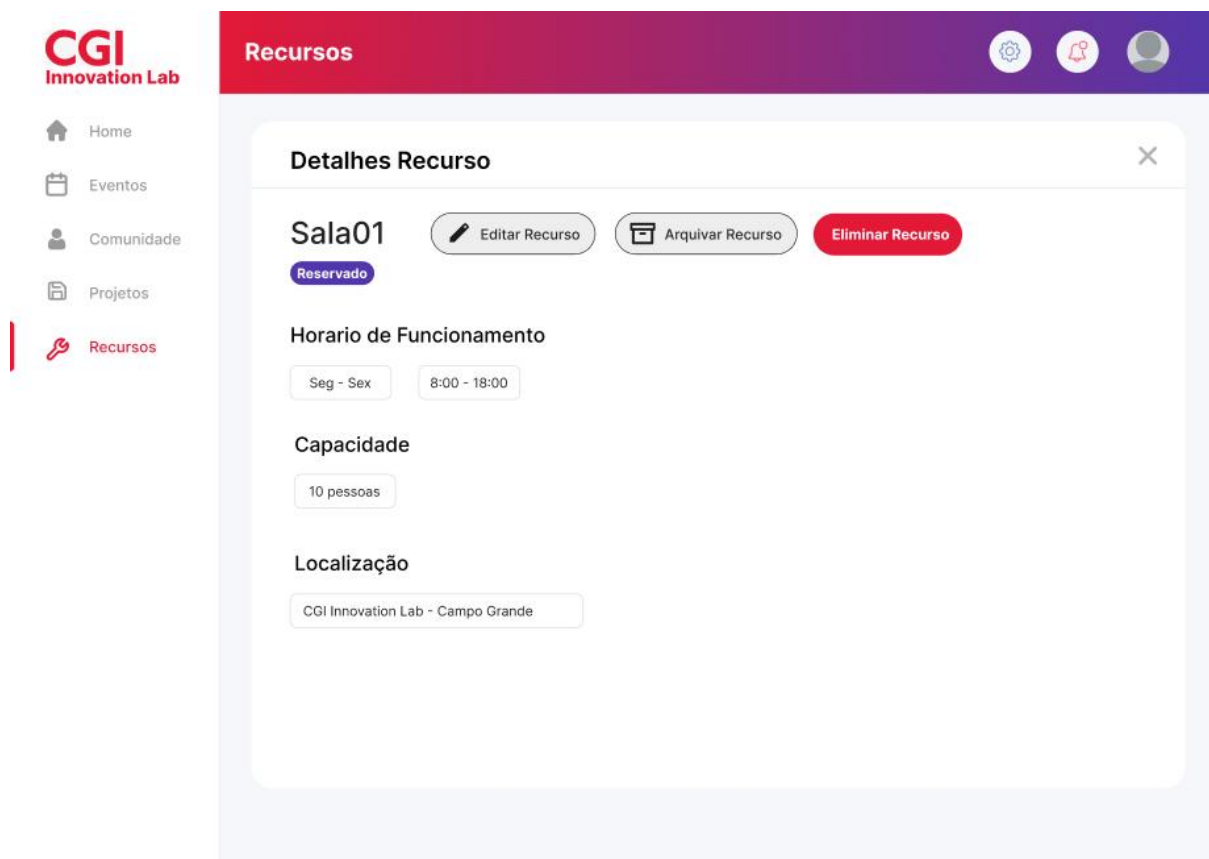 CGI
Innovation Lab
Recursos
Home
Eventos
Comunidade
Projetos
Recursos
Detalhes Recurso
Sala01
Editar Recurso
Arquivar Recurso
Eliminar Recurso
Reservado
Horario de Funcionamento
Seg - Sex
8:00 - 18:00
Capacidade
10 pessoas
Localização
CGI Innovation Lab - Campo Grande